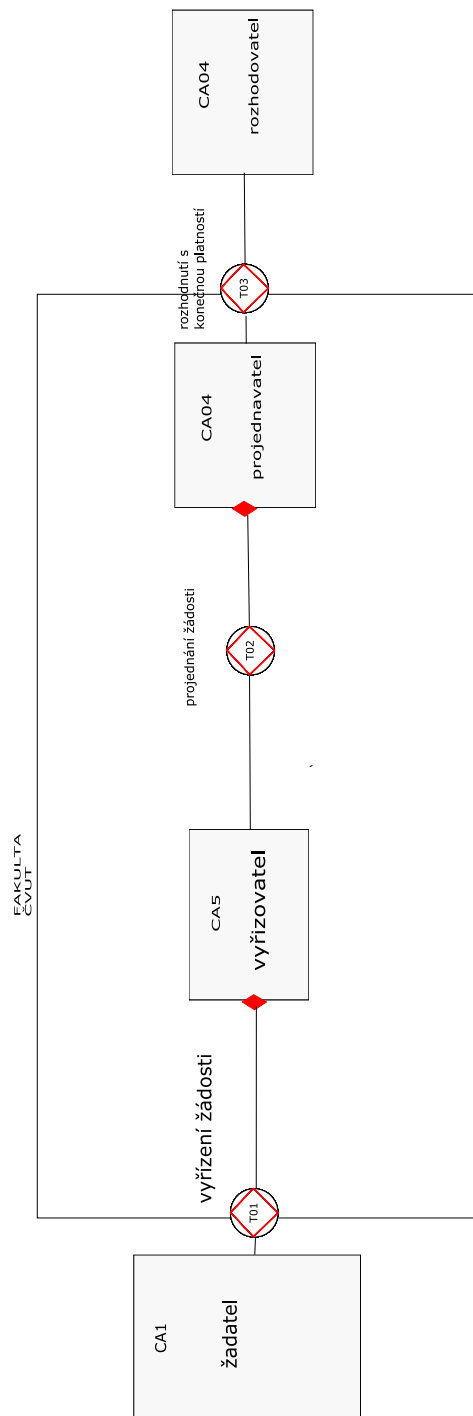 FAKULTA
ČVUT
CA1
žadatel
T01
vyřízení žádosti
CA5
vyřizovatel
T02
projednání žádosti
CA04
projednavatel
T03
rozhodnutí s
konečnou platností
CA04
rozhodovatel